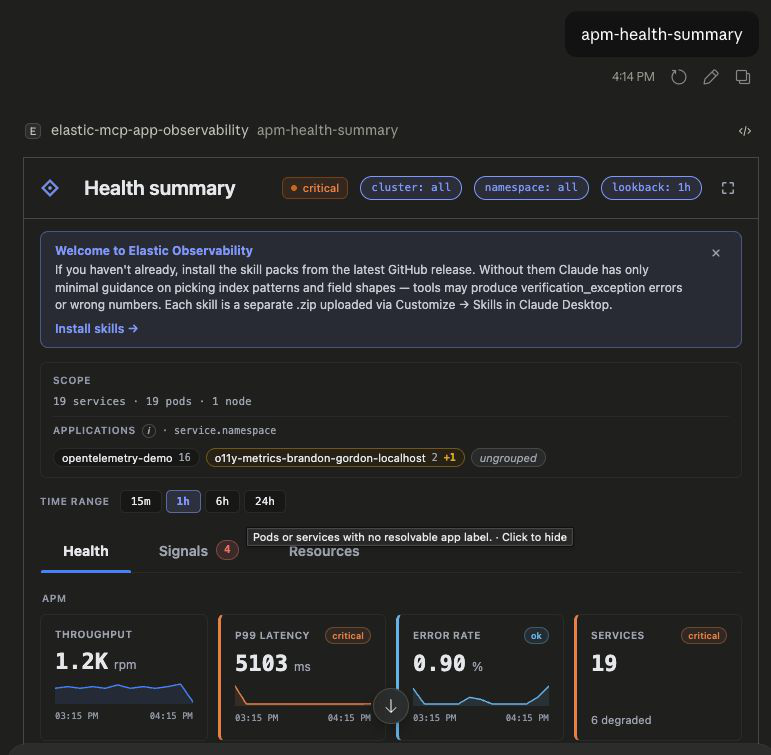 apm-health-summary
4:14 PM
E elastic-mcp-app-observability apm-health-summary </>
Health summary
critical
cluster: all
namespace: all
lookback: 1h
Welcome to Elastic Observability
If you haven't already, install the skill packs from the latest GitHub release. Without them Claude has only
minimal guidance on picking index patterns and field shapes — tools may produce verification_exception errors
or wrong numbers. Each skill is a separate .zip uploaded via Customize → Skills in Claude Desktop.
Install skills →
SCOPE
19 services · 19 pods · 1 node
APPLICATIONS i · service.namespace
opentelemetry-demo 16
o11y-metrics-brandon-gordon-localhost 2 +1
ungrouped
TIME RANGE 15m 1h 6h 24h
Pods or services with no resolvable app label. · Click to hide
Health
Signals 4
Resources
APM
THROUGHPUT
1.2K rpm
03:15 PM 04:15 PM
P99 LATENCY critical
5103 ms
03:15 PM 04:15 PM
ERROR RATE ok
0.90 %
03:15 PM 04:15 PM
SERVICES critical
19
6 degraded